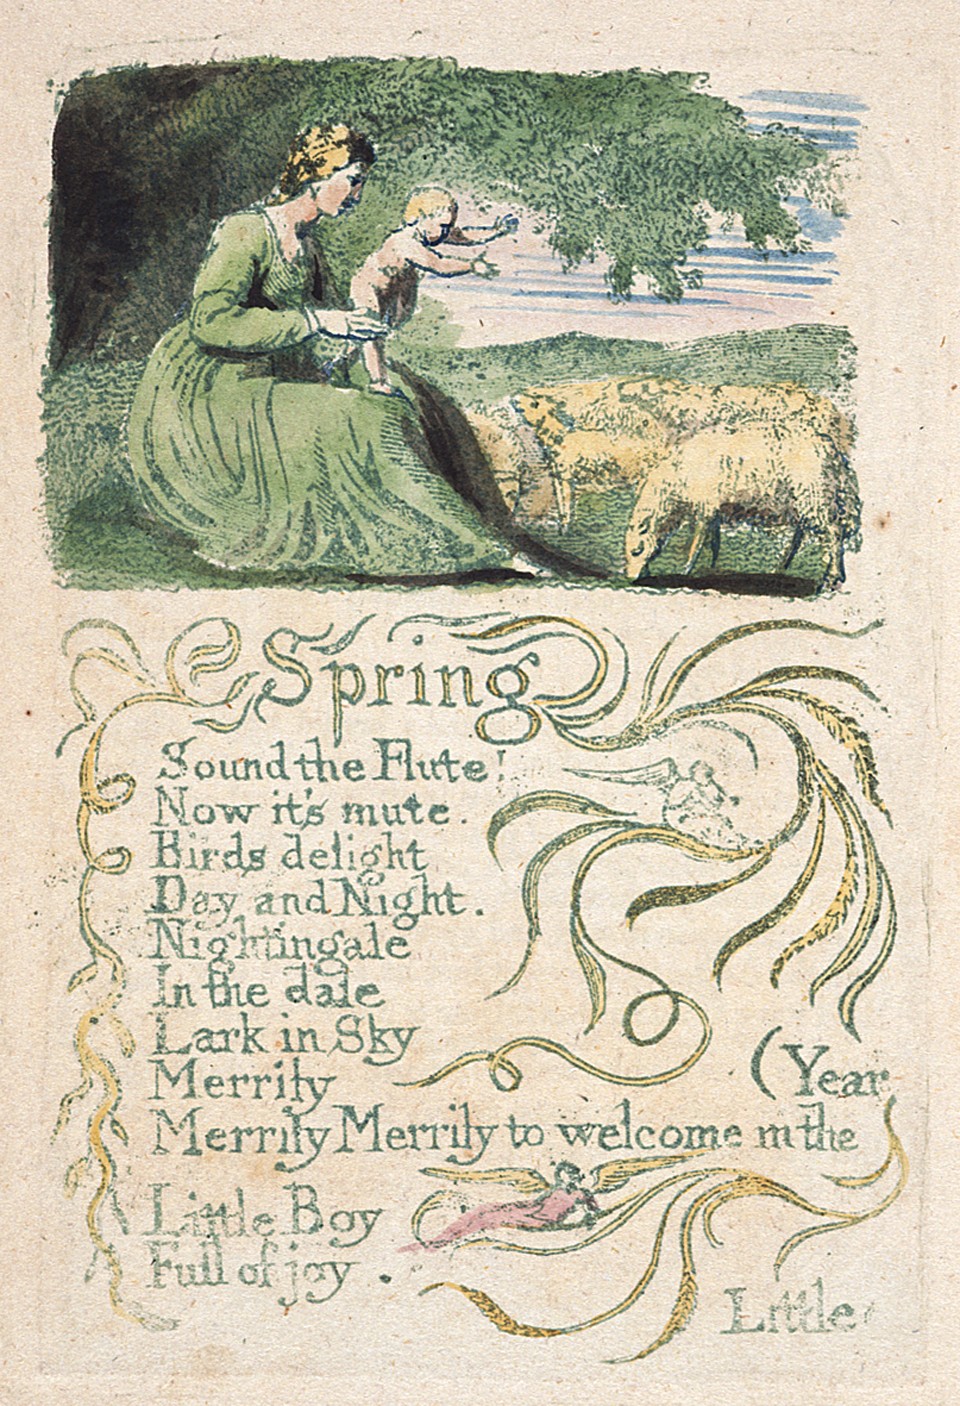 Spring
Sound the Flute!
Now it's mute.
Birds delight
Day and Night.
Nightingale
In the dale
Lark in Sky
Merrily
(Year
Merrily Merrily to welcome in the
Little Boy
Full of joy.
Little